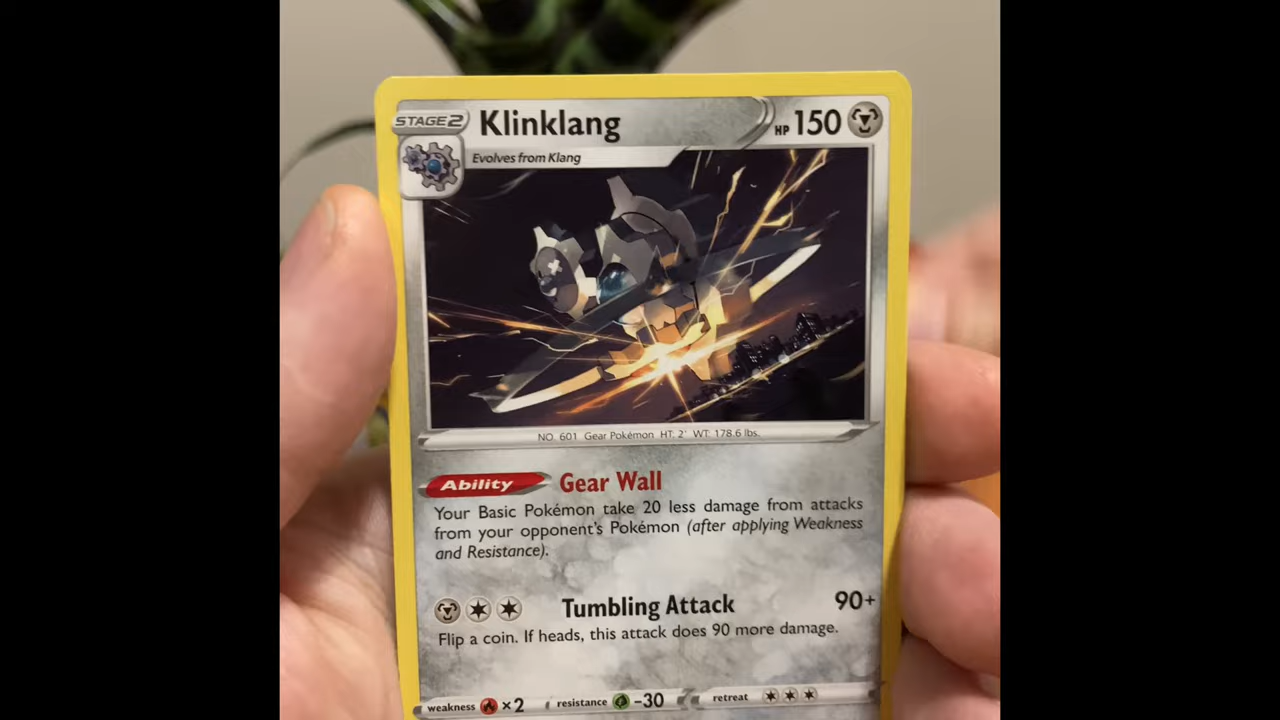 STAGE2 Klinklang HP 150
Evolves from Klang
NO. 601 Gear Pokémon HT: 2' WT: 178.6 lbs.
Ability Gear Wall
Your Basic Pokémon take 20 less damage from attacks
from your opponent's Pokémon (after applying Weakness
and Resistance).
Tumbling Attack 90+
Flip a coin. If heads, this attack does 90 more damage.
weakness ×2 resistance -30 retreat